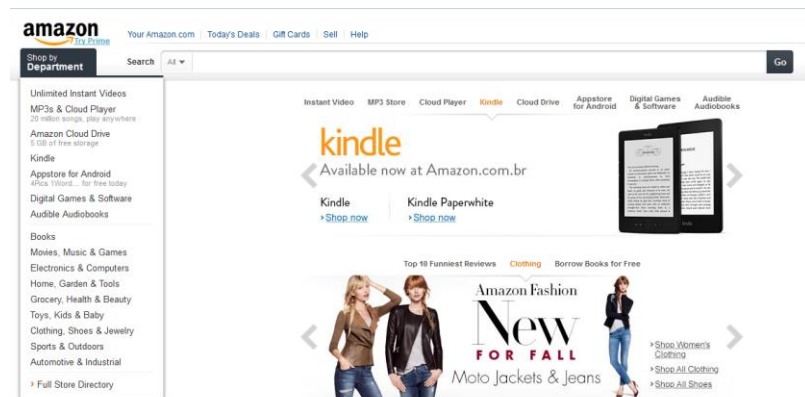 amazon
Try Prime
Your Amazon.com
Today's Deals
Gift Cards
Sell
Help
Shop by
Department
Search
All
Go
Unlimited Instant Videos
MP3s & Cloud Player
20 million songs, play anywhere
Amazon Cloud Drive
5 GB of free storage
Kindle
Appstore for Android
4Pics 1Word... for free today
Digital Games & Software
Audible Audiobooks
Books
Movies, Music & Games
Electronics & Computers
Home, Garden & Tools
Grocery, Health & Beauty
Toys, Kids & Baby
Clothing, Shoes & Jewelry
Sports & Outdoors
Automotive & Industrial
Full Store Directory
Instant Video
MP3 Store
Cloud Player
Kindle
Cloud Drive
Appstore
for Android
Digital Games
& Software
Audible
Audiobooks
kindle
Available now at Amazon.com.br
Kindle
Shop now
Kindle Paperwhite
Shop now
Top 10 Funniest Reviews
Clothing
Borrow Books for Free
Amazon Fashion
New
FOR FALL
Moto Jackets & Jeans
Shop Women's
Clothing
Shop All Clothing
Shop All Shoes